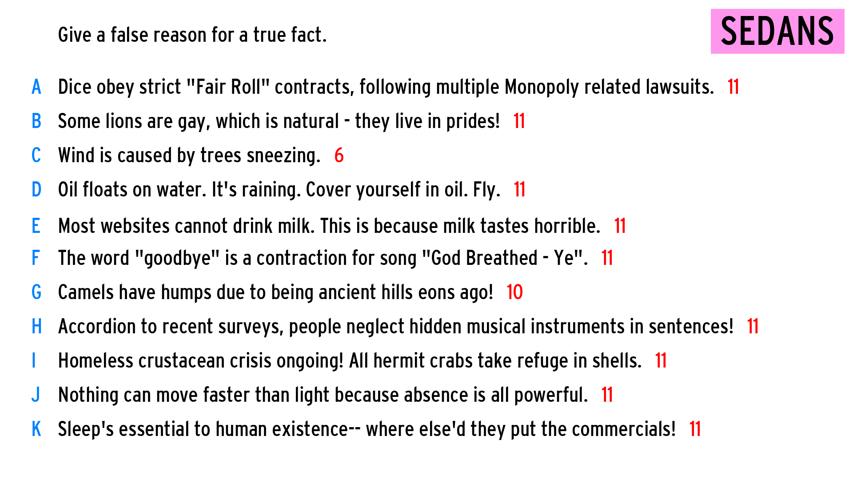 Give a false reason for a true fact.
SEDANS
A Dice obey strict "Fair Roll" contracts, following multiple Monopoly related lawsuits. 11
B Some lions are gay, which is natural - they live in prides! 11
C Wind is caused by trees sneezing. 6
D Oil floats on water. It's raining. Cover yourself in oil. Fly. 11
E Most websites cannot drink milk. This is because milk tastes horrible. 11
F The word "goodbye" is a contraction for song "God Breathed - Ye". 11
G Camels have humps due to being ancient hills eons ago! 10
H Accordion to recent surveys, people neglect hidden musical instruments in sentences! 11
I Homeless crustacean crisis ongoing! All hermit crabs take refuge in shells. 11
J Nothing can move faster than light because absence is all powerful. 11
K Sleep's essential to human existence-- where else'd they put the commercials! 11